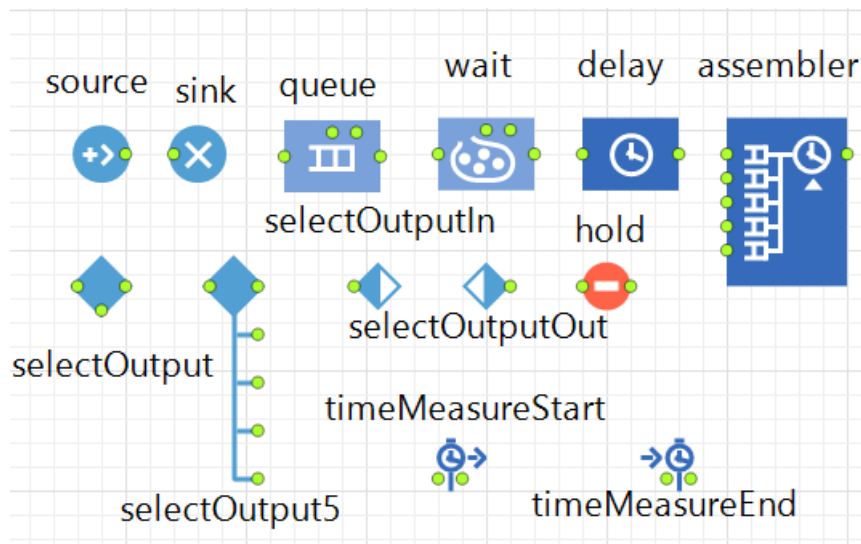 source
sink
queue
wait
delay
assembler
selectOutputIn
hold
selectOutputOut
selectOutput
timeMeasureStart
selectOutput5
timeMeasureEnd